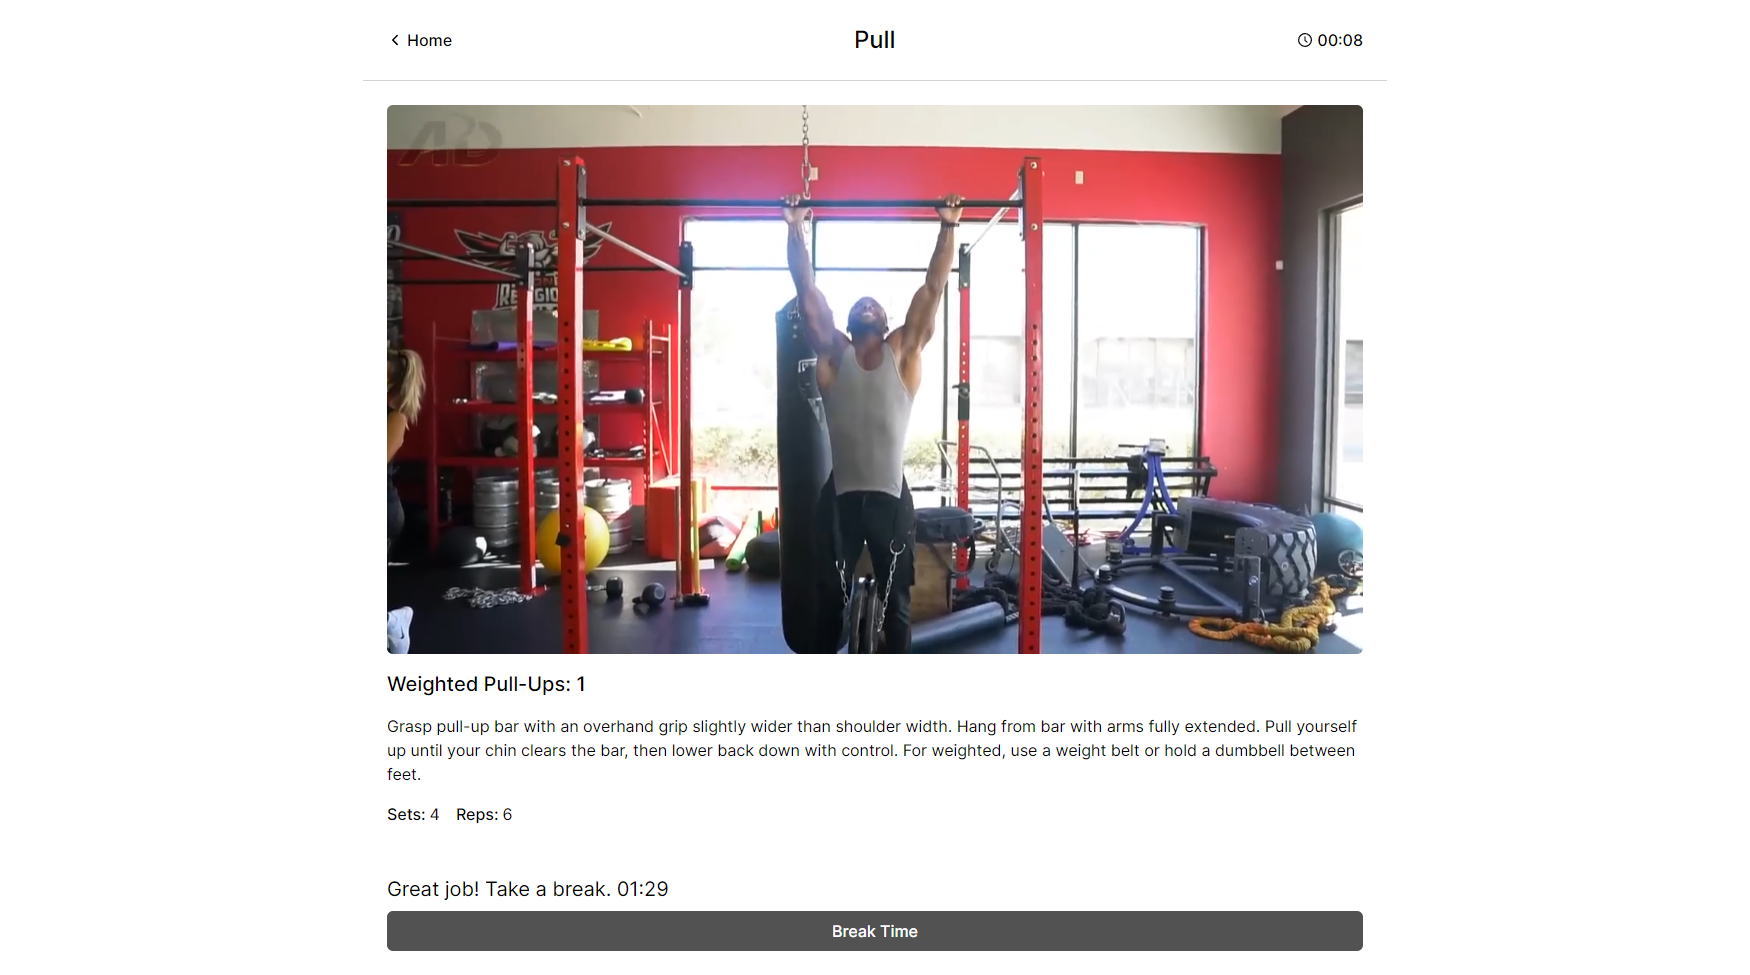 Home
Pull
00:08
Weighted Pull-Ups: 1
Grasp pull-up bar with an overhand grip slightly wider than shoulder width. Hang from bar with arms fully extended. Pull yourself
up until your chin clears the bar, then lower back down with control. For weighted, use a weight belt or hold a dumbbell between
feet.
Sets: 4 Reps: 6
Great job! Take a break. 01:29
Break Time